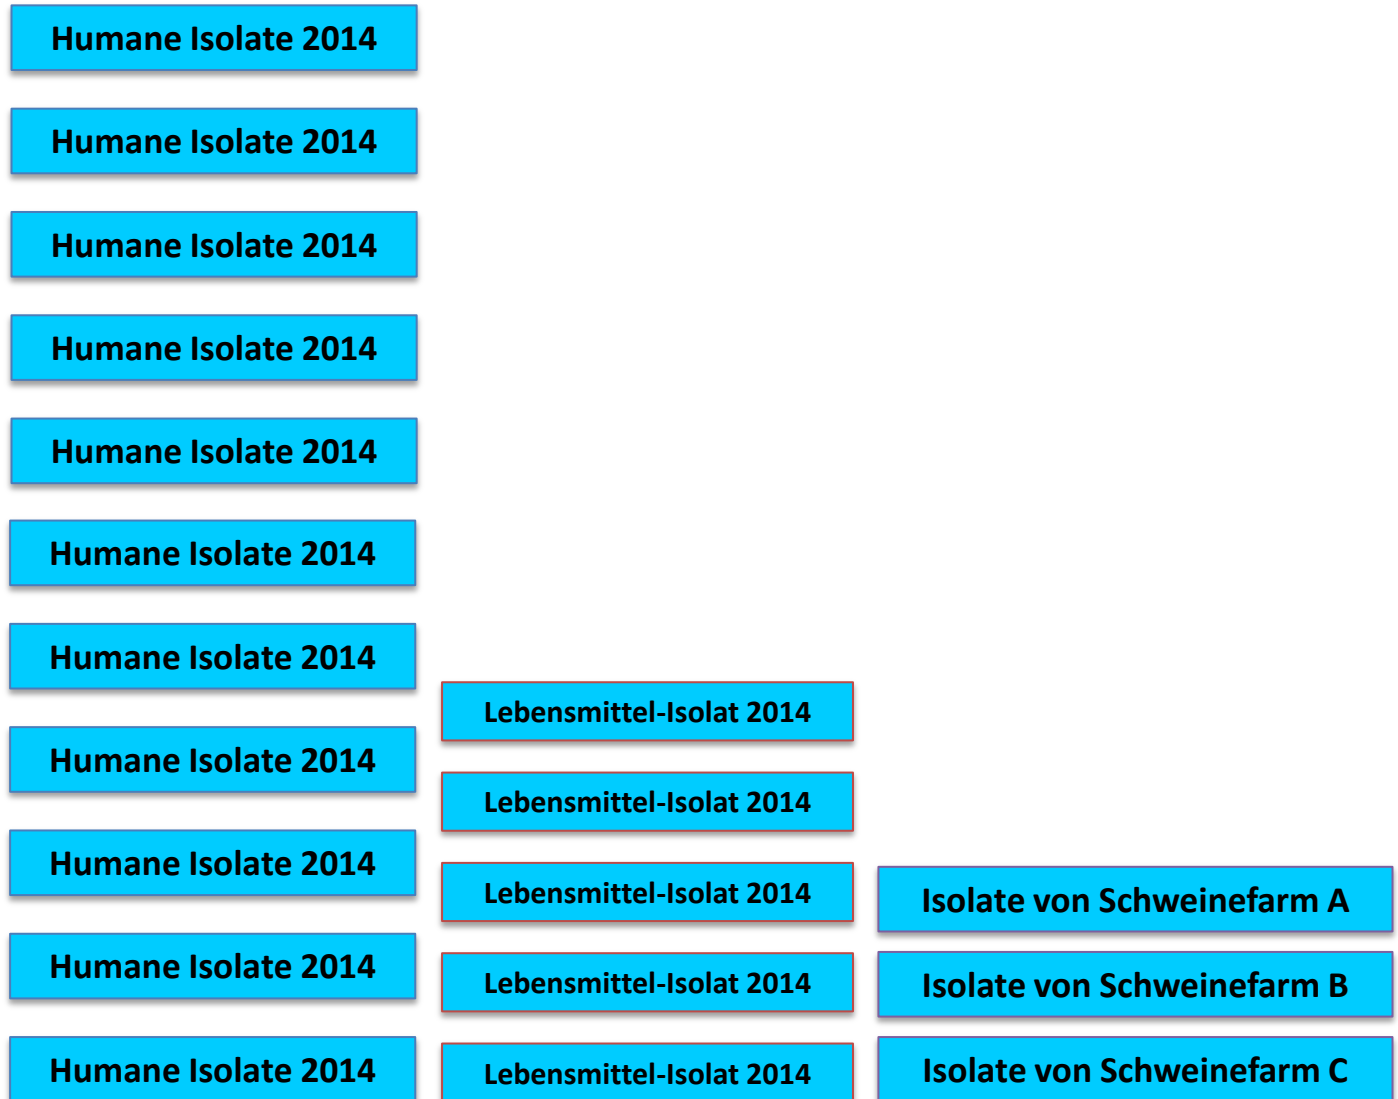 Humane Isolate 2014
Humane Isolate 2014
Humane Isolate 2014
Humane Isolate 2014
Humane Isolate 2014
Humane Isolate 2014
Humane Isolate 2014
Humane Isolate 2014
Humane Isolate 2014
Humane Isolate 2014
Humane Isolate 2014
Lebensmittel-Isolat 2014
Lebensmittel-Isolat 2014
Lebensmittel-Isolat 2014
Lebensmittel-Isolat 2014
Lebensmittel-Isolat 2014
Isolate von Schweinefarm A
Isolate von Schweinefarm B
Isolate von Schweinefarm C